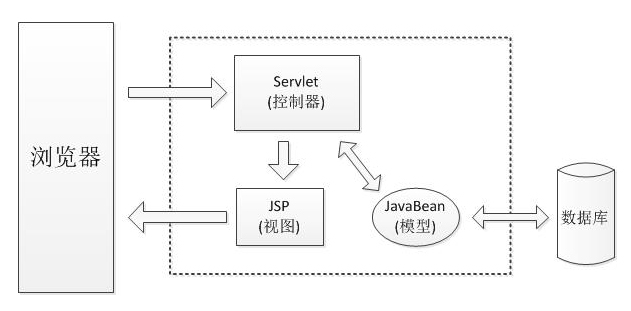 浏览器
Servlet
(控制器)
JSP
(视图)
JavaBean
(模型)
数据库